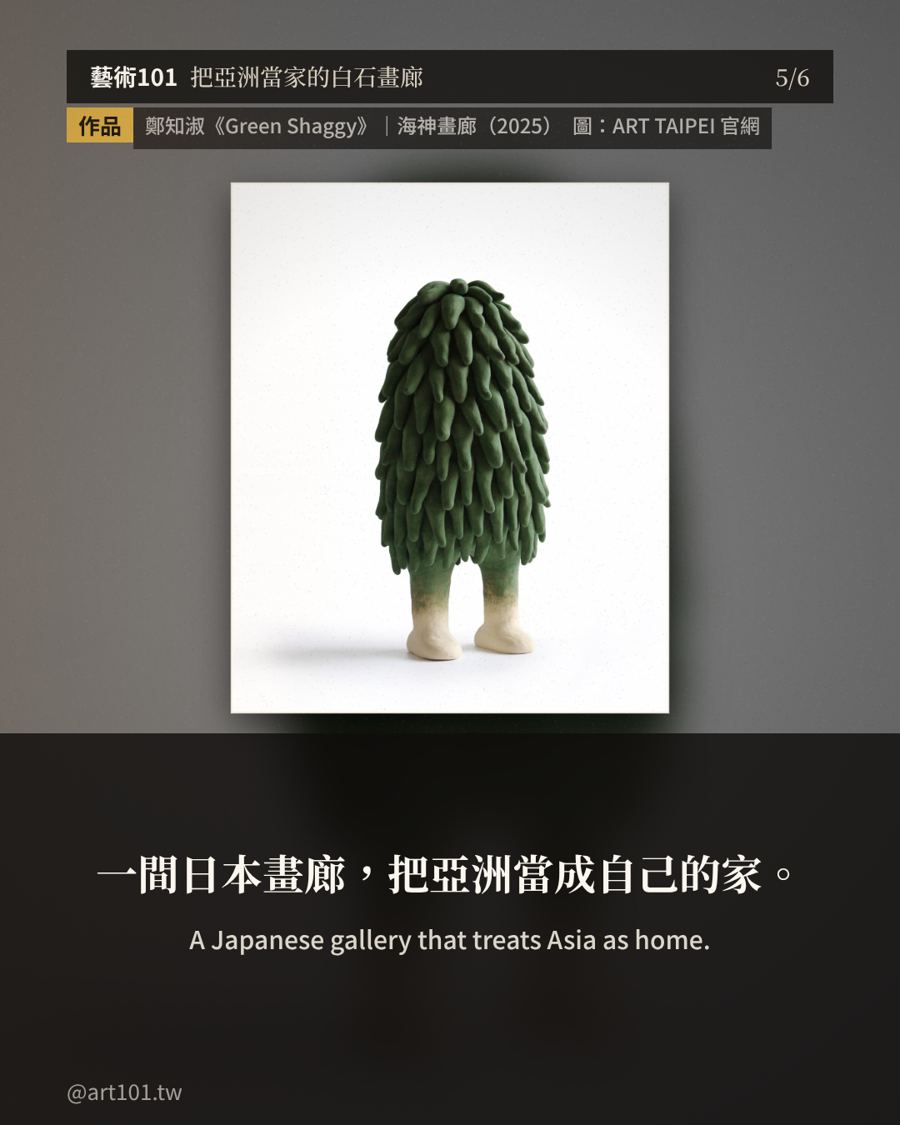 藝術101 把亞洲當家的白石畫廊 5/6
作品 鄭知淑《Green Shaggy》｜海神畫廊（2025） 圖：ART TAIPEI 官網
一間日本畫廊，把亞洲當成自己的家。
A Japanese gallery that treats Asia as home.
@art101.tw